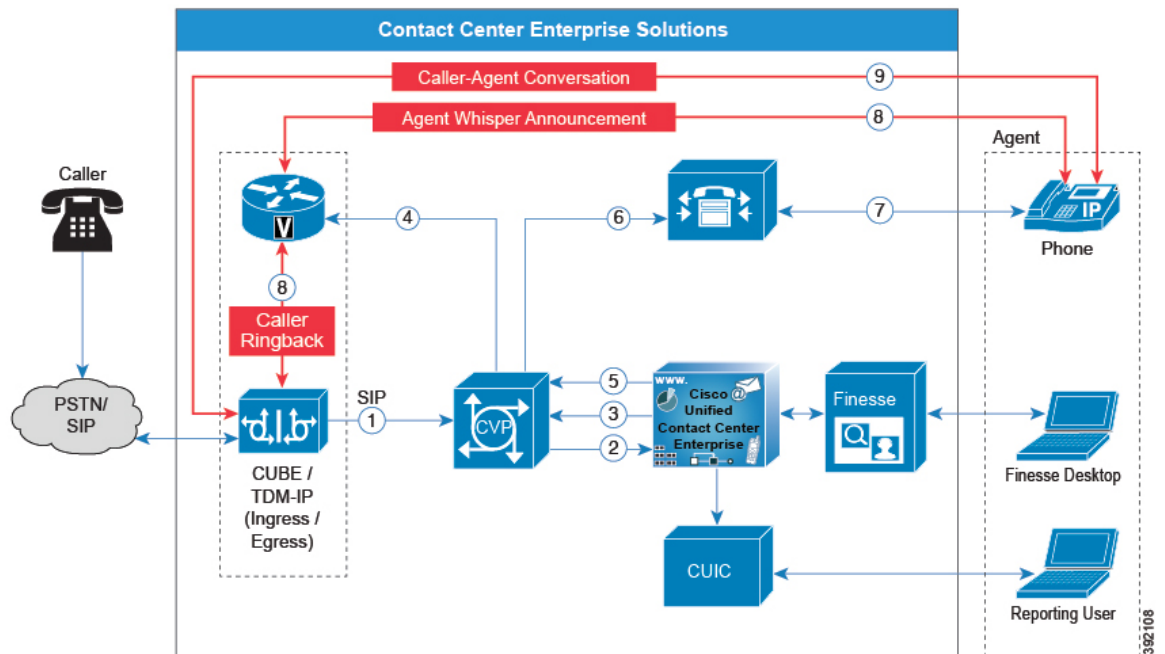 Contact Center Enterprise Solutions
Caller-Agent Conversation
9
Agent Whisper Announcement
8
Agent
Caller
V
4
6
7
IP
Phone
8
Caller
Ringback
PSTN/
SIP
SIP
1
CVP
5
3
2
www.
@
Cisco
Unified
Contact Center
Enterprise
Finesse
CUBE /
TDM-IP
(Ingress /
Egress)
Finesse Desktop
CUIC
Reporting User
392108